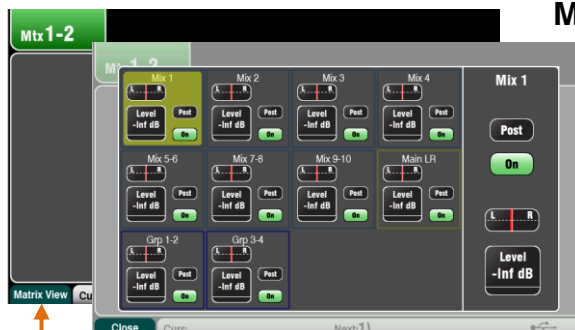 M
Mtx1-2
Mix 1 Mix 2 Mix 3 Mix 4 Mix 1
L R L R L R L R
Level Post Level Post Level Post Level Post Post
-Inf dB On -Inf dB On -Inf dB On -Inf dB On On
Mix 5-6 Mix 7-8 Mix 9-10 Main LR
L R L R L R L R L R
Level Post Level Post Level Post Level Post
-Inf dB On -Inf dB On -Inf dB On -Inf dB On
Grp 1-2 Grp 3-4
L R L R
Level Post Level Post Level
-Inf dB On -Inf dB On -Inf dB
Matrix View Cu
Close Curr: Next:1)